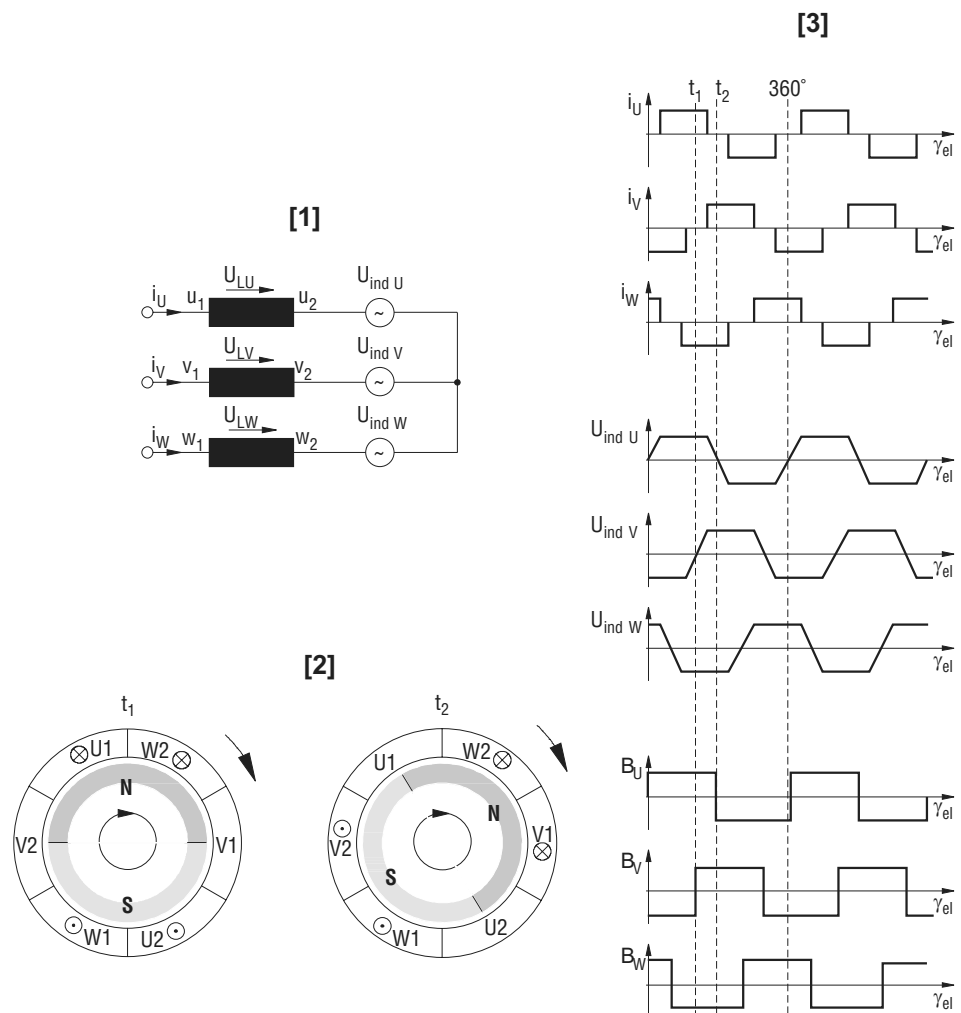 [3]
t1 t2 360°
iU
γel
iV
γel
iW
γel
Uind U
γel
Uind V
γel
Uind W
γel
BU
γel
BV
γel
BW
γel
[1]
ULU Uind U
iU u1 u2 ~
ULV Uind V
iV v1 v2 ~
ULW Uind W
iW w1 w2 ~
[2]
t1
U1 W2
N
V2 V1
S
W1 U2
t2
U1 W2
N
V2 V1
S
W1 U2